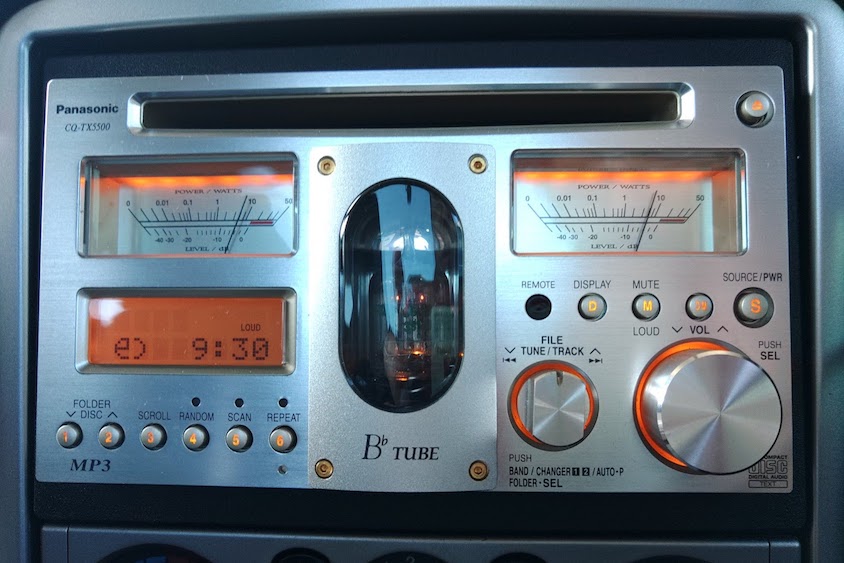 Panasonic
CQ-TX5500
POWER / WATTS
0 0.01 0.1 1 10 50
-40 -30 -20 -10 0
LEVEL / dB
POWER / WATTS
0 0.01 0.1 1 10 50
-40 -30 -20 -10 0
LEVEL / dB
REMOTE DISPLAY MUTE SOURCE/PWR
D M S
LOUD VOL
PUSH
SEL
LOUD
9:30
FILE
TUNE/TRACK
FOLDER
DISC SCROLL RANDOM SCAN REPEAT
1 2 3 4 5 6
MP3
B♭ TUBE
PUSH
BAND / CHANGER 1 2 / AUTO·P
FOLDER·SEL
COMPACT
DISC
DIGITAL AUDIO
TEXT